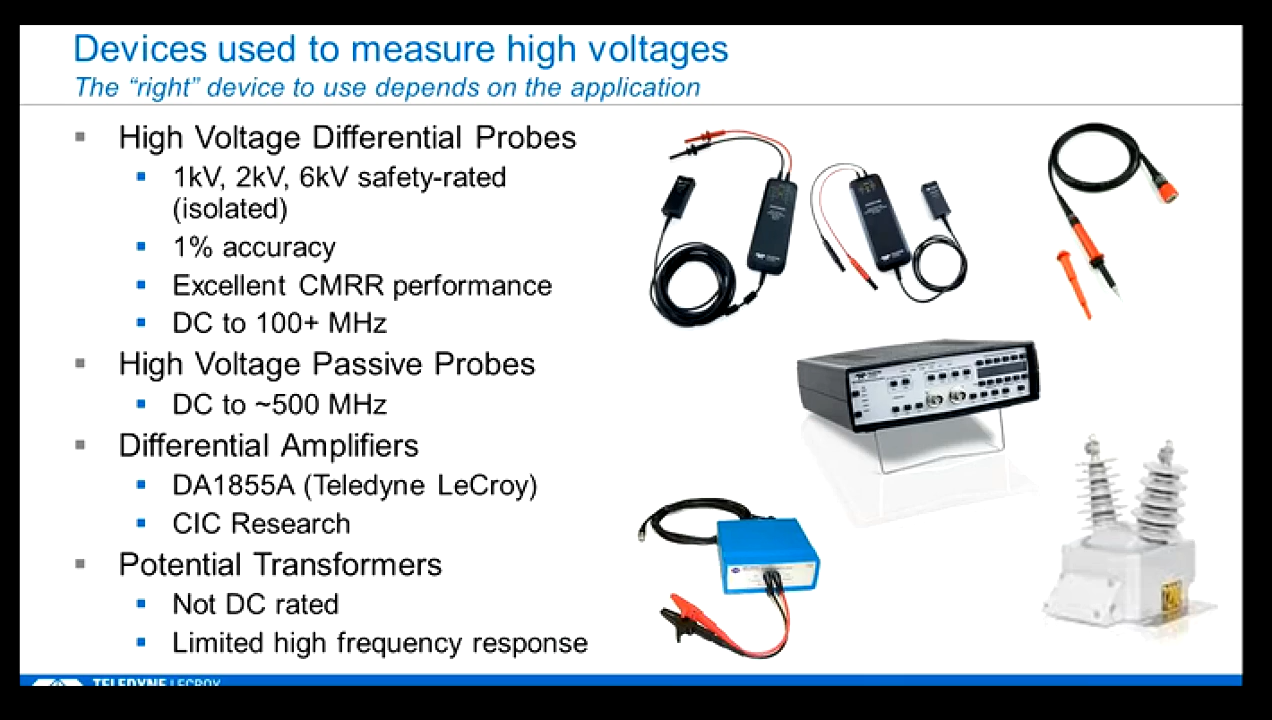 Devices used to measure high voltages
The “right” device to use depends on the application
High Voltage Differential Probes
1kV, 2kV, 6kV safety-rated
(isolated)
1% accuracy
Excellent CMRR performance
DC to 100+ MHz
High Voltage Passive Probes
DC to ~500 MHz
Differential Amplifiers
DA1855A (Teledyne LeCroy)
CIC Research
Potential Transformers
Not DC rated
Limited high frequency response
TELEDYNE LECROY